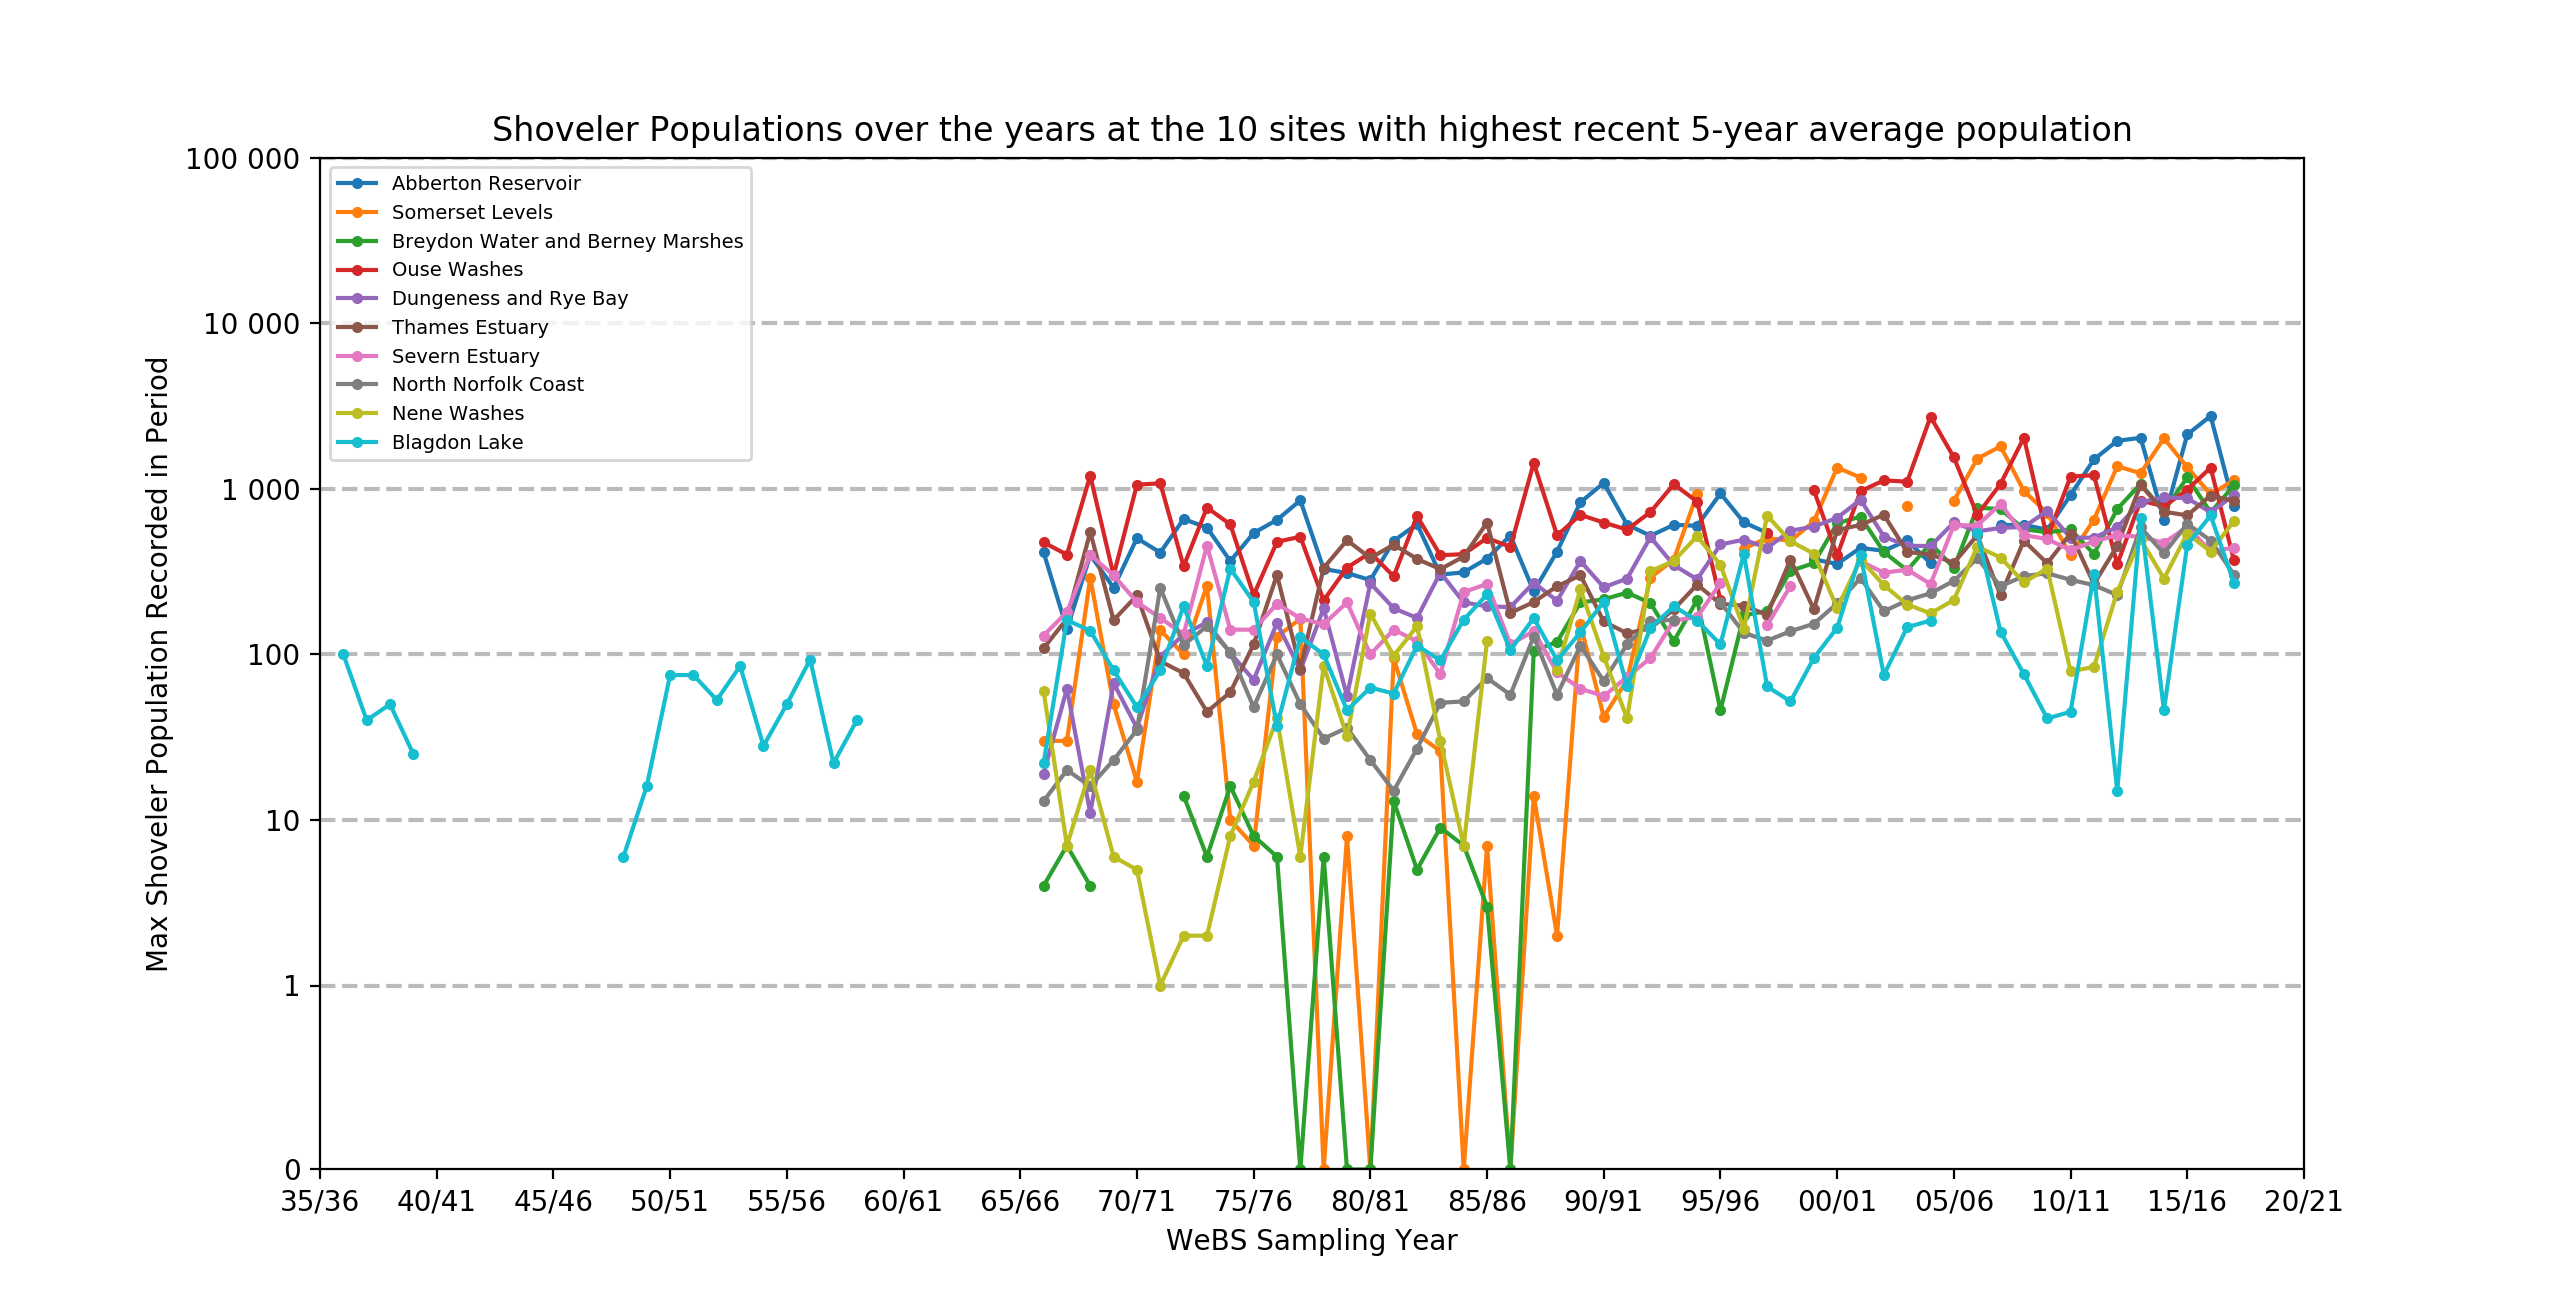 Shoveler Populations over the years at the 10 sites with highest recent 5-year average population
Max Shoveler Population Recorded in Period
100 000
10 000
1 000
100
10
1
0
Abberton Reservoir
Somerset Levels
Breydon Water and Berney Marshes
Ouse Washes
Dungeness and Rye Bay
Thames Estuary
Severn Estuary
North Norfolk Coast
Nene Washes
Blagdon Lake
35/36 40/41 45/46 50/51 55/56 60/61 65/66 70/71 75/76 80/81 85/86 90/91 95/96 00/01 05/06 10/11 15/16 20/21
WeBS Sampling Year